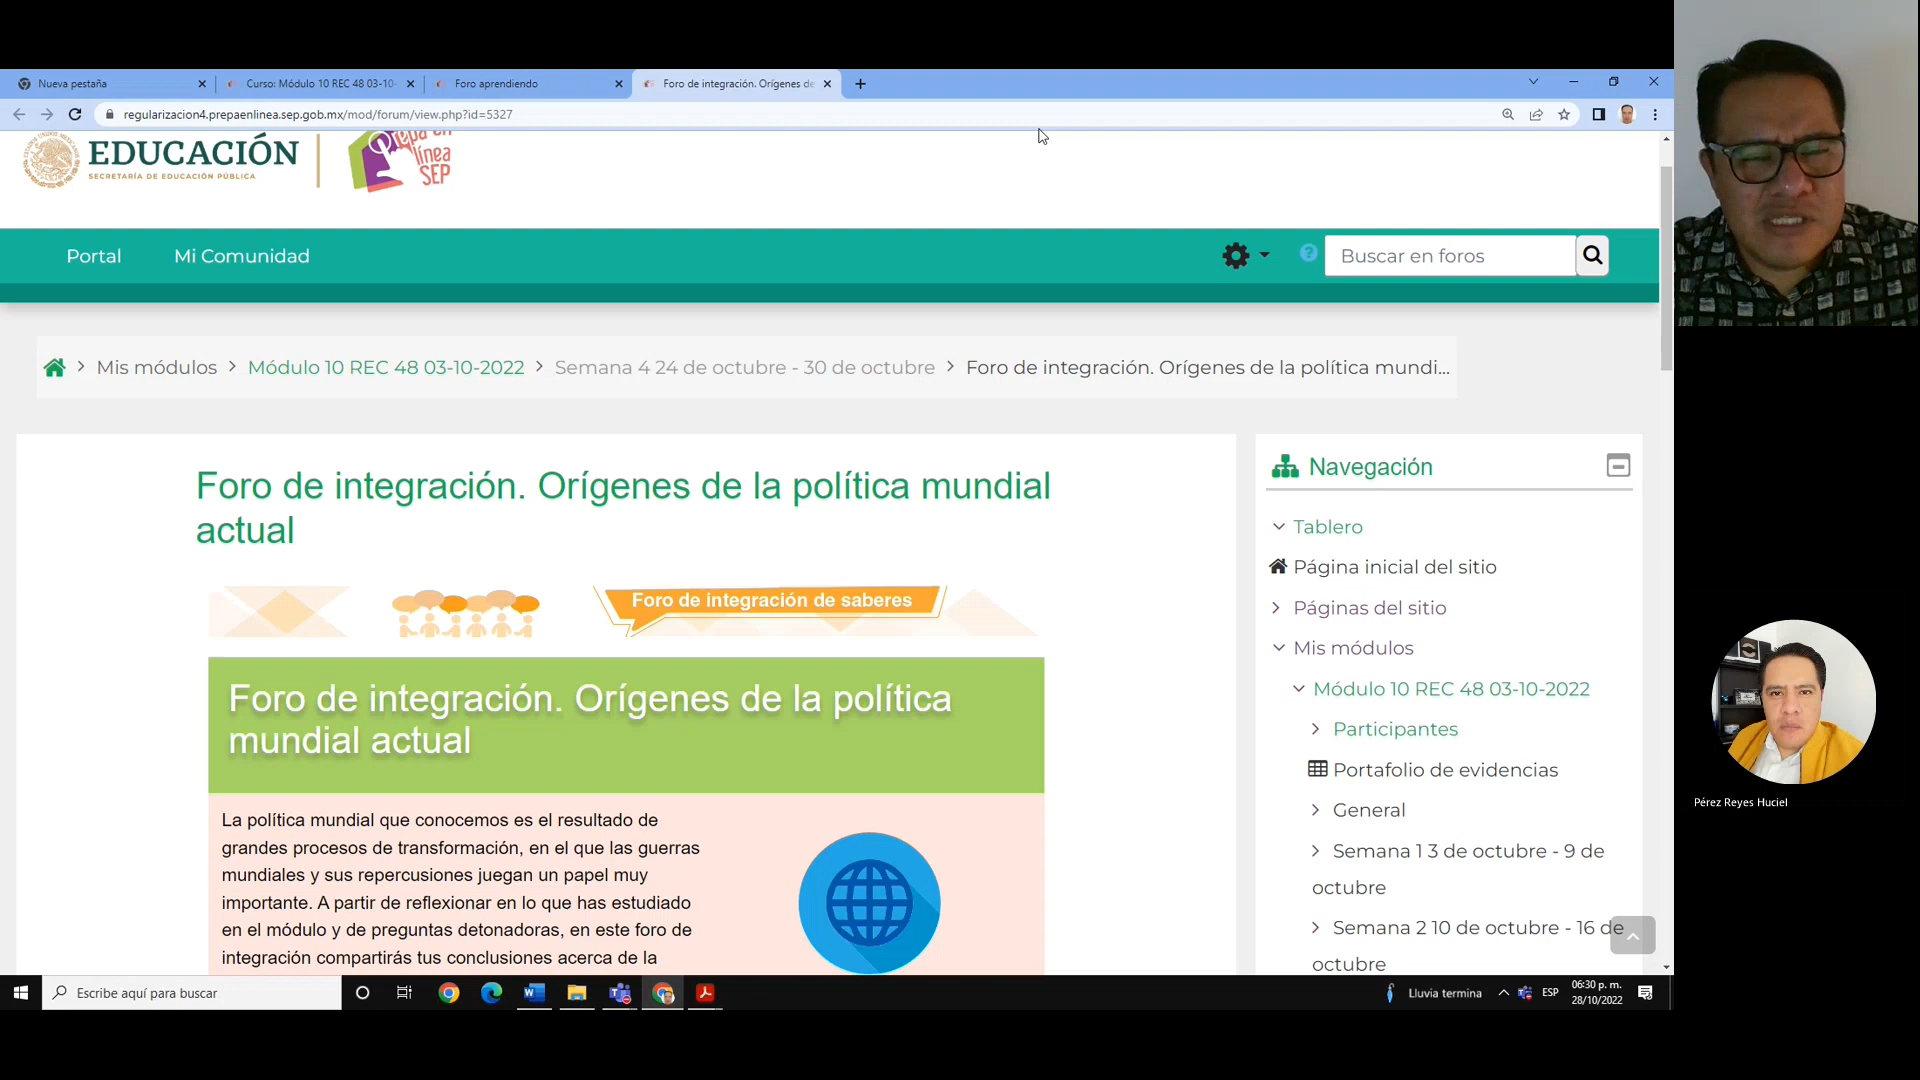 Nueva pestaña
Curso: Módulo 10 REC 48 03-10-
Foro aprendiendo
Foro de integración. Orígenes de
regularizacion4.prepaenlinea.sep.gob.mx/mod/forum/view.php?id=5327
EDUCACIÓN
SECRETARÍA DE EDUCACIÓN PÚBLICA
Prepa en
línea
SEP
Portal
Mi Comunidad
Buscar en foros
Mis módulos
Módulo 10 REC 48 03-10-2022
Semana 4 24 de octubre - 30 de octubre
Foro de integración. Orígenes de la política mundi...
Foro de integración. Orígenes de la política mundial
actual
Foro de integración de saberes
Foro de integración. Orígenes de la política
mundial actual
La política mundial que conocemos es el resultado de
grandes procesos de transformación, en el que las guerras
mundiales y sus repercusiones juegan un papel muy
importante. A partir de reflexionar en lo que has estudiado
en el módulo y de preguntas detonadoras, en este foro de
integración compartirás tus conclusiones acerca de la
Navegación
Tablero
Página inicial del sitio
Páginas del sitio
Mis módulos
Módulo 10 REC 48 03-10-2022
Participantes
Portafolio de evidencias
General
Semana 1 3 de octubre - 9 de
octubre
Semana 2 10 de octubre - 16 de
octubre
Pérez Reyes Huciel
Escribe aquí para buscar
Lluvia termina
ESP
06:30 p. m.
28/10/2022